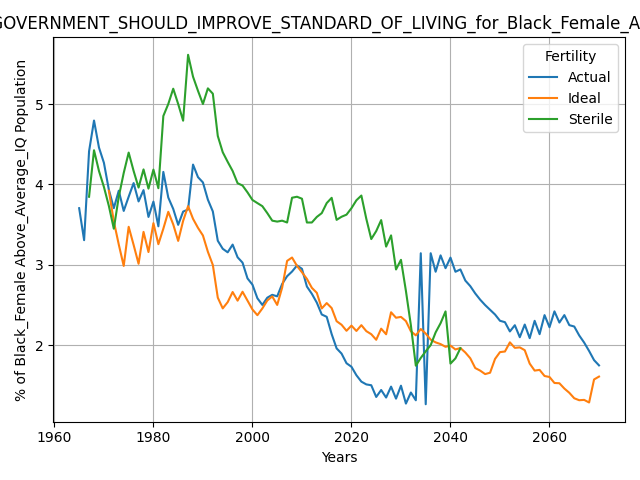 GOVERNMENT_SHOULD_IMPROVE_STANDARD_OF_LIVING_for_Black_Female_A
Fertility
Actual
Ideal
Sterile
% of Black_Female Above_Average_IQ Population
5
4
3
2
1960
1980
2000
2020
2040
2060
Years